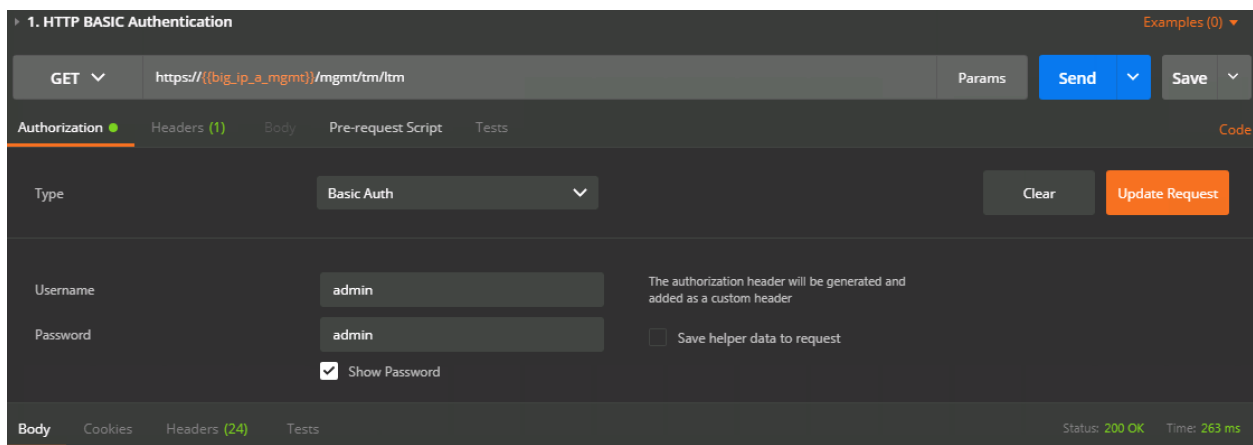 1. HTTP BASIC Authentication Examples (0)
GET https://{{big_ip_a_mgmt}}/mgmt/tm/ltm Params Send Save
Authorization Headers (1) Body Pre-request Script Tests Code
Type Basic Auth Clear Update Request
Username admin The authorization header will be generated and
added as a custom header
Password admin Save helper data to request
Show Password
Body Cookies Headers (24) Tests Status: 200 OK Time: 263 ms